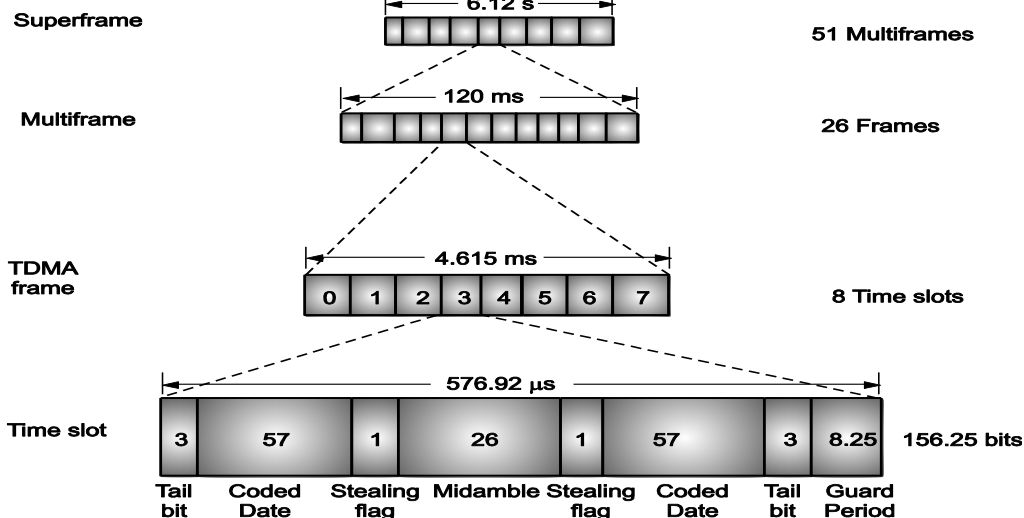 6.12 s
Superframe
51 Multiframes
120 ms
Multiframe
26 Frames
4.615 ms
TDMA
frame
0 1 2 3 4 5 6 7
8 Time slots
576.92 µs
Time slot
3 57 1 26 1 57 3 8.25
156.25 bits
Tail Coded Stealing Midamble Stealing Coded Tail Guard
bit Date flag flag Date bit Period